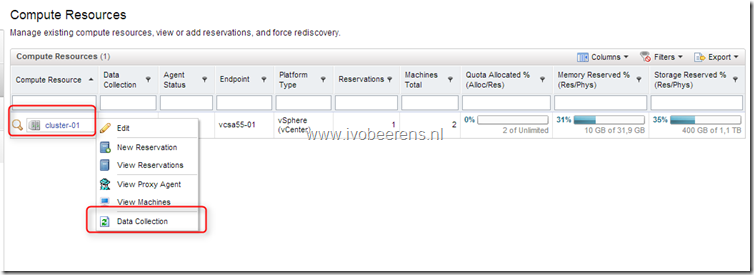 Compute Resources
Manage existing compute resources, view or add reservations, and force rediscovery.
Compute Resources (1)
Columns
Filters
Export
Compute Resource
Data Collection
Agent Status
Endpoint
Platform Type
Reservations
Machines Total
Quota Allocated % (Alloc/Res)
Memory Reserved % (Res/Phys)
Storage Reserved % (Res/Phys)
cluster-01
vcsa55-01
vSphere (vCenter)
1
2
0%
2 of Unlimited
31%
10 GB of 31,9 GB
35%
400 GB of 1,1 TB
Edit
New Reservation
View Reservations
View Proxy Agent
View Machines
Data Collection
www.ivobeerens.nl